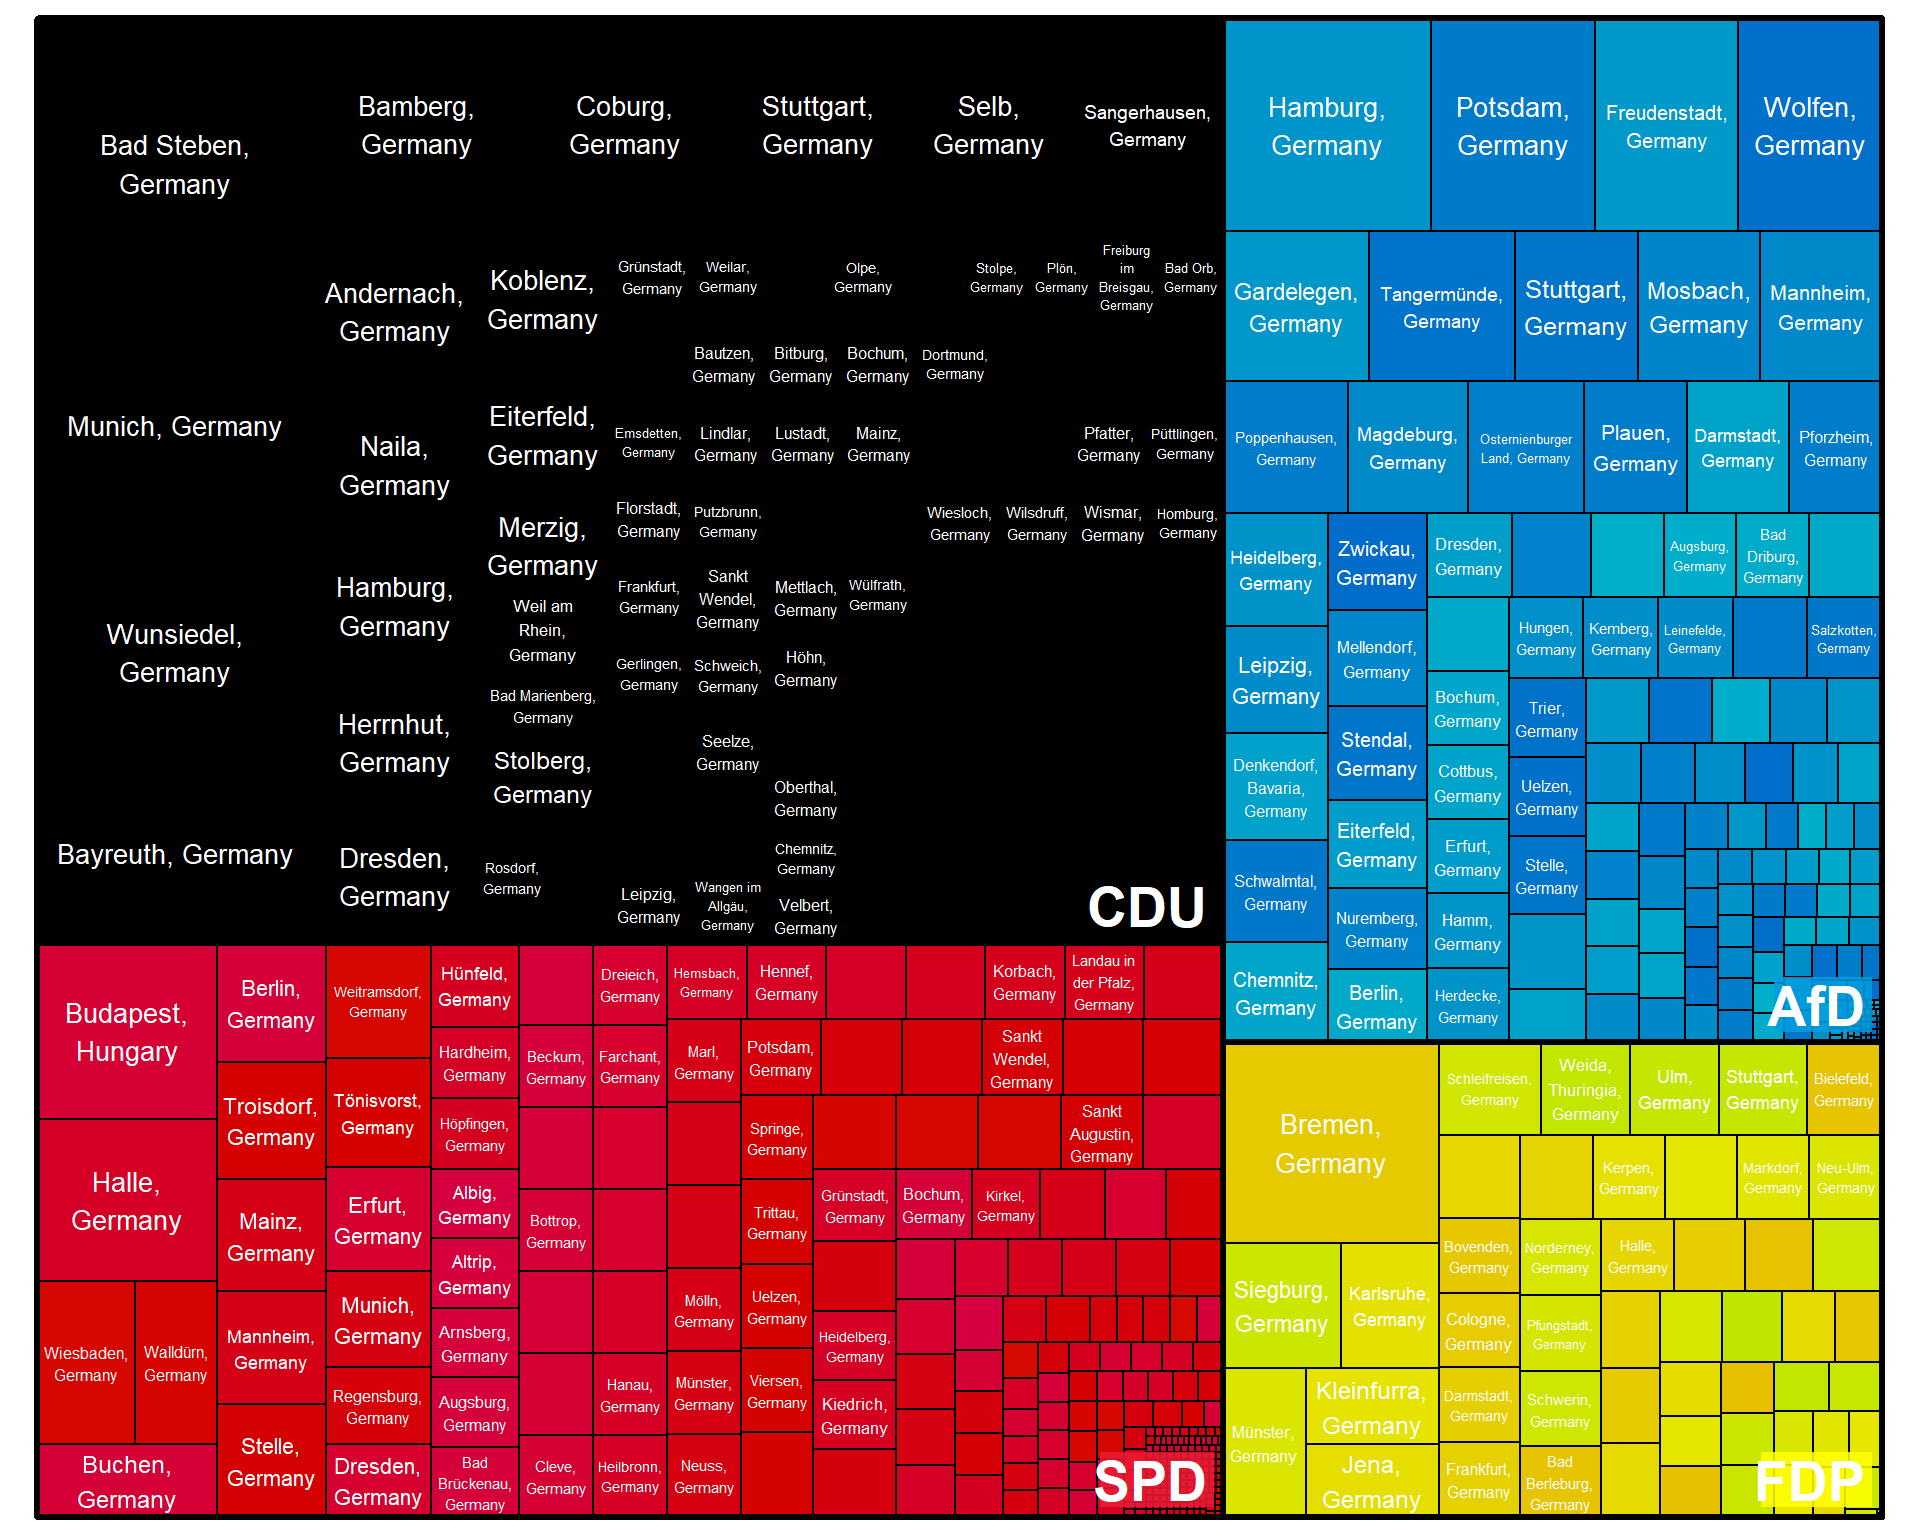 Bad Steben,
Germany
Munich, Germany
Wunsiedel,
Germany
Bayreuth, Germany
Bamberg,
Germany
Coburg,
Germany
Stuttgart,
Germany
Selb,
Germany
Sangerhausen,
Germany
Andernach,
Germany
Naila,
Germany
Hamburg,
Germany
Herrnhut,
Germany
Dresden,
Germany
Koblenz,
Germany
Eiterfeld,
Germany
Merzig,
Germany
Weil am
Rhein,
Germany
Bad Marienberg,
Germany
Stolberg,
Germany
Rosdorf,
Germany
Grünstadt,
Germany
Weilar,
Germany
Olpe,
Germany
Stolpe,
Germany
Plön,
Germany
Freiburg
im
Breisgau,
Germany
Bad Orb,
Germany
Bautzen,
Germany
Bitburg,
Germany
Bochum,
Germany
Dortmund,
Germany
Emsdetten,
Germany
Lindlar,
Germany
Lustadt,
Germany
Mainz,
Germany
Pfatter,
Germany
Püttlingen,
Germany
Florstadt,
Germany
Putzbrunn,
Germany
Wiesloch,
Germany
Wilsdruff,
Germany
Wismar,
Germany
Homburg,
Germany
Frankfurt,
Germany
Sankt
Wendel,
Germany
Mettlach,
Germany
Wülfrath,
Germany
Gerlingen,
Germany
Schweich,
Germany
Höhn,
Germany
Seelze,
Germany
Oberthal,
Germany
Chemnitz,
Germany
Leipzig,
Germany
Wangen im
Allgäu,
Germany
Velbert,
Germany
CDU
Hamburg,
Germany
Potsdam,
Germany
Freudenstadt,
Germany
Wolfen,
Germany
Gardelegen,
Germany
Tangermünde,
Germany
Stuttgart,
Germany
Mosbach,
Germany
Mannheim,
Germany
Poppenhausen,
Germany
Magdeburg,
Germany
Osternienburger
Land, Germany
Plauen,
Germany
Darmstadt,
Germany
Pforzheim,
Germany
Heidelberg,
Germany
Leipzig,
Germany
Denkendorf,
Bavaria,
Germany
Schwalmtal,
Germany
Chemnitz,
Germany
Zwickau,
Germany
Mellendorf,
Germany
Stendal,
Germany
Eiterfeld,
Germany
Nuremberg,
Germany
Berlin,
Germany
Dresden,
Germany
Augsburg,
Germany
Bad
Driburg,
Germany
Hungen,
Germany
Kemberg,
Germany
Leinefelde,
Germany
Salzkotten,
Germany
Bochum,
Germany
Cottbus,
Germany
Erfurt,
Germany
Hamm,
Germany
Herdecke,
Germany
Trier,
Germany
Uelzen,
Germany
Stelle,
Germany
AfD
Budapest,
Hungary
Halle,
Germany
Wiesbaden,
Germany
Walldürn,
Germany
Buchen,
Germany
Berlin,
Germany
Troisdorf,
Germany
Mainz,
Germany
Mannheim,
Germany
Stelle,
Germany
Weitramsdorf,
Germany
Tönisvorst,
Germany
Erfurt,
Germany
Munich,
Germany
Regensburg,
Germany
Dresden,
Germany
Hünfeld,
Germany
Hardheim,
Germany
Höpfingen,
Germany
Albig,
Germany
Altrip,
Germany
Arnsberg,
Germany
Augsburg,
Germany
Bad
Brückenau,
Germany
Beckum,
Germany
Bottrop,
Germany
Cleve,
Germany
Dreieich,
Germany
Farchant,
Germany
Hanau,
Germany
Heilbronn,
Germany
Hemsbach,
Germany
Marl,
Germany
Mölln,
Germany
Münster,
Germany
Neuss,
Germany
Hennef,
Germany
Korbach,
Germany
Landau in
der Pfalz,
Germany
Potsdam,
Germany
Sankt
Wendel,
Germany
Springe,
Germany
Sankt
Augustin,
Germany
Trittau,
Germany
Uelzen,
Germany
Viersen,
Germany
Grünstadt,
Germany
Bochum,
Germany
Kirkel,
Germany
Heidelberg,
Germany
Kiedrich,
Germany
SPD
Bremen,
Germany
Siegburg,
Germany
Karlsruhe,
Germany
Münster,
Germany
Kleinfurra,
Germany
Jena,
Germany
Schleifreisen,
Germany
Weida,
Thuringia,
Germany
Ulm,
Germany
Stuttgart,
Germany
Bielefeld,
Germany
Kerpen,
Germany
Markdorf,
Germany
Neu-Ulm,
Germany
Bovenden,
Germany
Norderney,
Germany
Halle,
Germany
Cologne,
Germany
Pfungstadt,
Germany
Darmstadt,
Germany
Schwerin,
Germany
Frankfurt,
Germany
Bad
Berleburg,
Germany
FDP